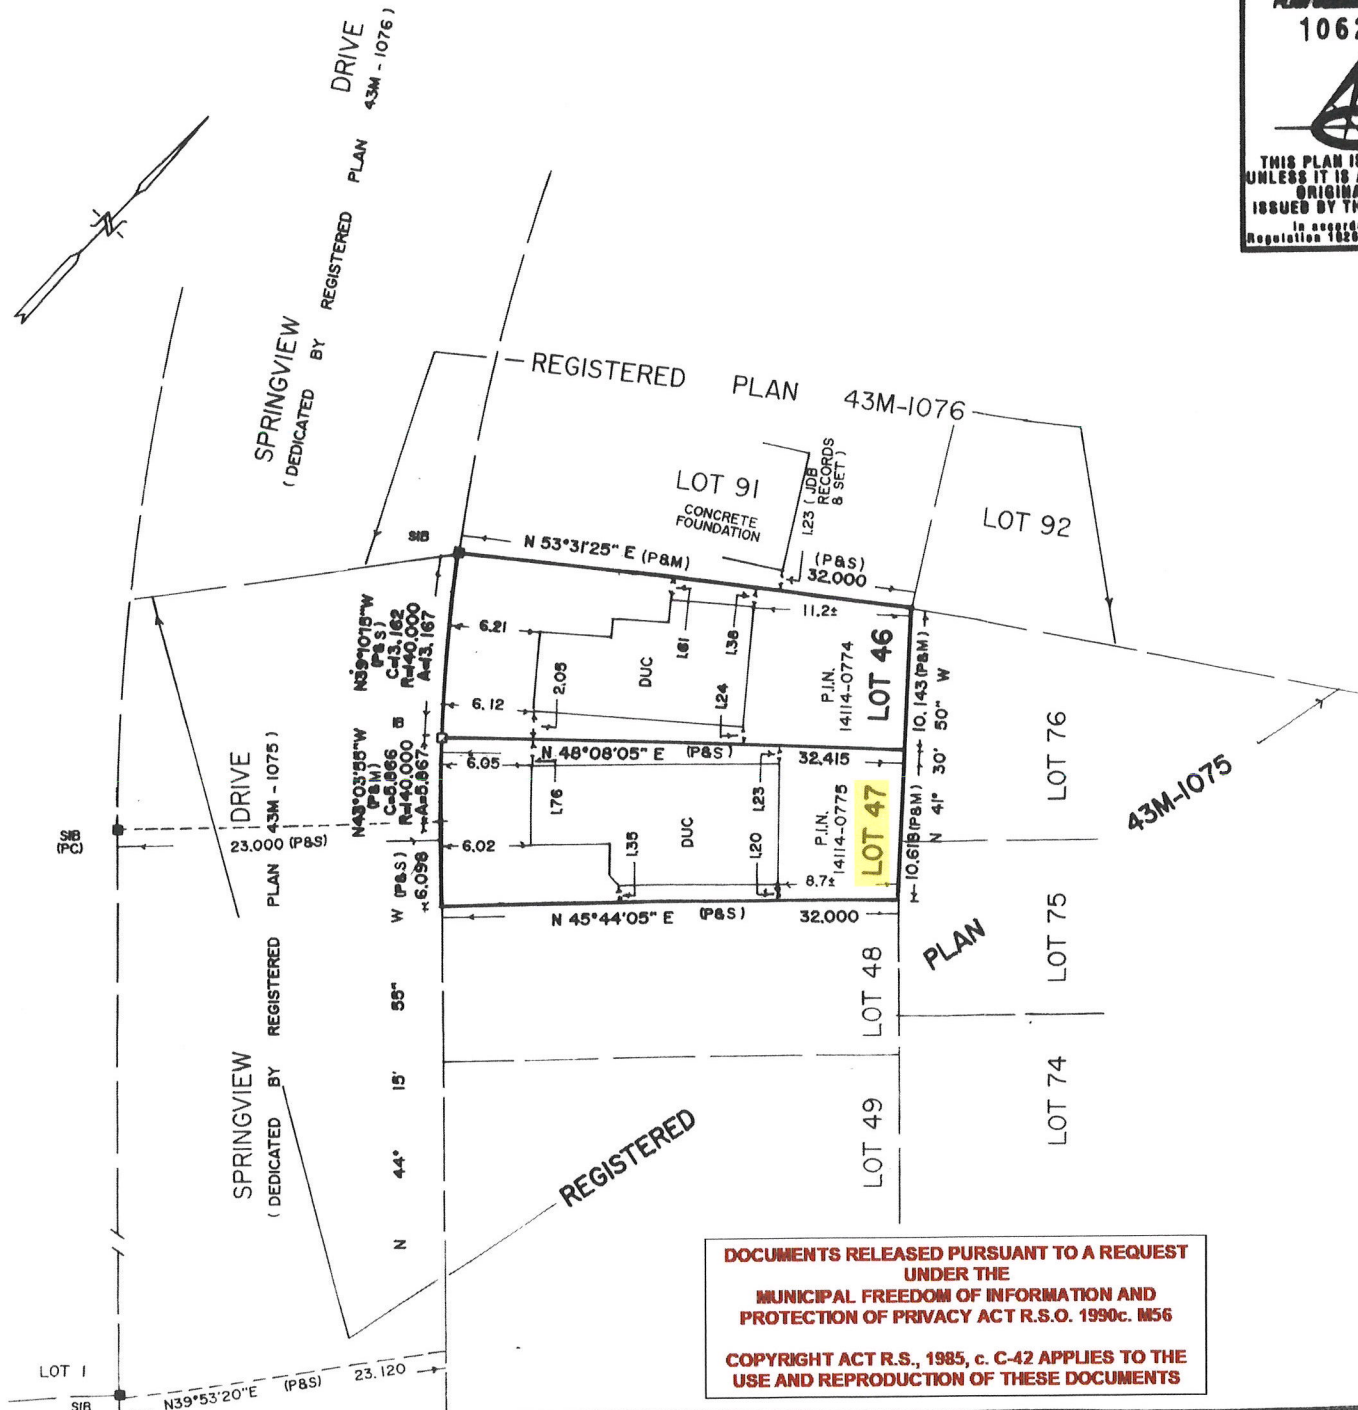 106
THIS PLAN IS
UNLESS IT IS
ORIGINA
ISSUED BY TH
In accord
Regulation 1026
DRIVE
43M - 1076 )
SPRINGVIEW
( DEDICATED BY REGISTERED PLAN
REGISTERED PLAN 43M-1076
LOT 91
CONCRETE
FOUNDATION
1.23 ( JDB
RECORDS
& SET )
LOT 92
SIB
N 53°31'25" E (P&M)
(P&S)
32.000
N39°10'15"W
(P&S)
C=13.162
R=140.000
A=13.167
6.21
6.12
2.05
DUC
1.61
1.38
1.24
11.2±
P.I.N.
14114-0774
LOT 46
10.143 (P&M)
N 41° 30' 50" W
LOT 76
43M-1075
IB
N 48°08'05" E (P&S)
32.415
N43°03'55"W
(P&M)
C=5.866
R=140.000
A=5.867
6.05
1.76
1.23
6.02
1.35
DUC
1.20
8.7±
P.I.N.
14114-0775
LOT 47
10.618 (P&M)
SIB
(PC)
23.000 (P&S)
DRIVE
PLAN 43M - 1075 )
N 44° 15' 55" W (P&S)
6.098
N 45°44'05" E (P&S)
32.000
LOT 48
PLAN
LOT 75
SPRINGVIEW
( DEDICATED BY REGISTERED
LOT 49
LOT 74
REGISTERED
LOT 1
SIB
N39°53'20"E (P&S) 23.120
DOCUMENTS RELEASED PURSUANT TO A REQUEST
UNDER THE
MUNICIPAL FREEDOM OF INFORMATION AND
PROTECTION OF PRIVACY ACT R.S.O. 1990c. M56
COPYRIGHT ACT R.S., 1985, c. C-42 APPLIES TO THE
USE AND REPRODUCTION OF THESE DOCUMENTS